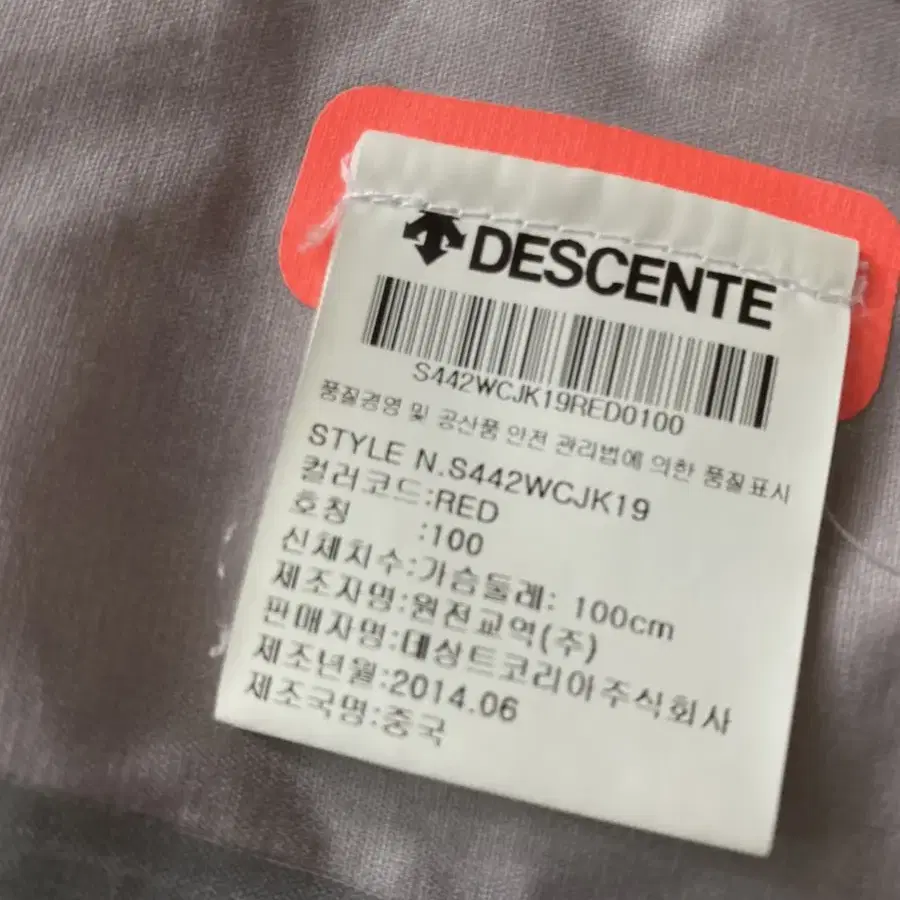 DESCENTE
S442WCJK19RED0100
품질경영 및 공산품 안전 관리법에 의한 품질표시
STYLE N.S442WCJK19
컬러코드:RED
호칭 :100
신체치수:가슴둘레: 100cm
제조자명:원전교역(주)
판매자명:데상트코리아주식회사
제조년월:2014.06
제조국명:중국